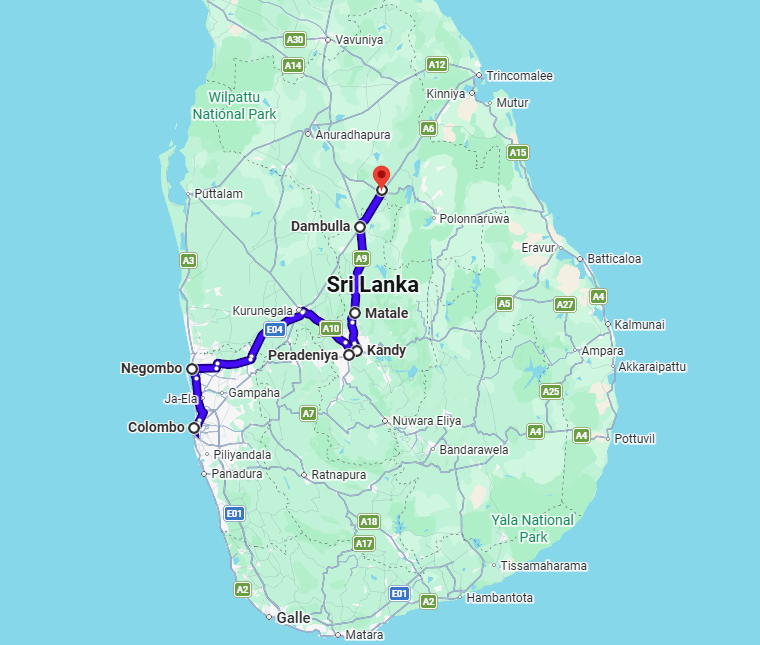 A30
Vavuniya
A14
A12
Trincomalee
Kinniya
Mutur
Wilpattu
National Park
Anuradhapura
A6
A15
Puttalam
Polonnaruwa
Dambulla
Eravur
Batticaloa
A3
A9
Sri Lanka
A5
A27
A4
Kurunegala
Matale
E04
A10
Kalmunai
Kandy
Peradeniya
Ampara
Negombo
Akkaraipattu
Ja-Ela
Gampaha
A25
A7
Nuwara Eliya
Colombo
A4
A4
Pottuvil
Piliyandala
Bandarawela
Panadura
Ratnapura
E01
A18
Yala National
Park
A17
Tissamaharama
A2
E01
A2
Hambantota
Galle
Matara